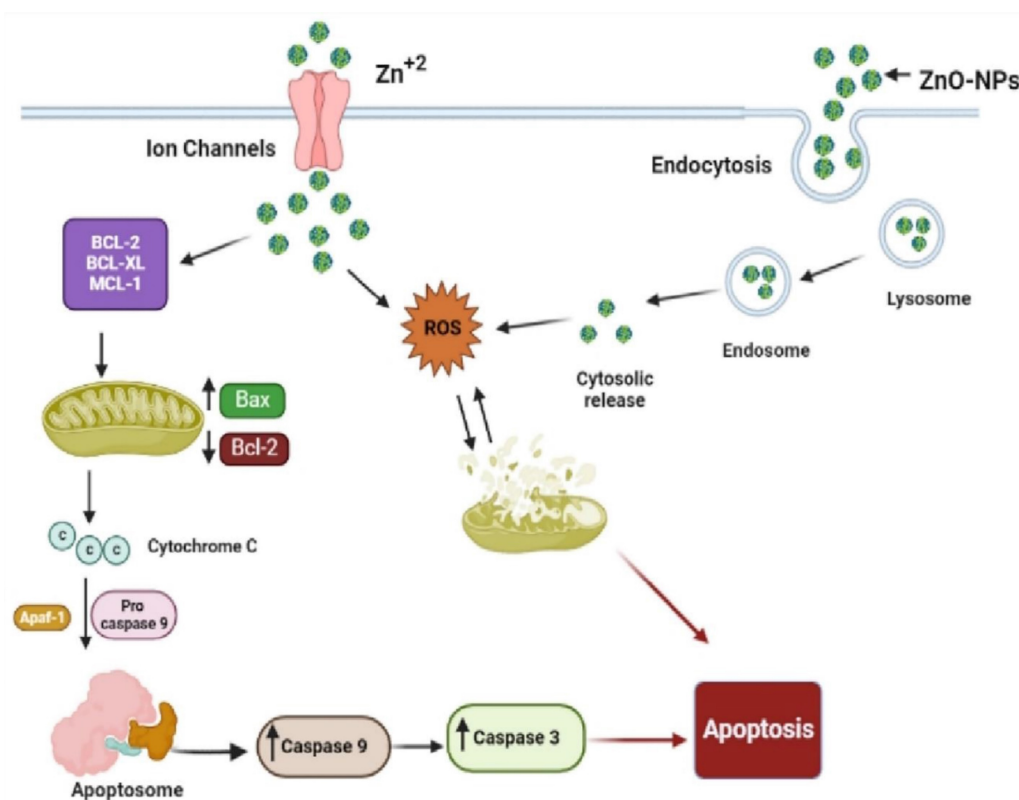 Zn+2
ZnO-NPs
Ion Channels
Endocytosis
BCL-2
BCL-XL
MCL-1
ROS
Lysosome
Endosome
Cytosolic
release
Bax
Bcl-2
C
C
C
Cytochrome C
Apaf-1
Pro
caspase 9
Apoptosome
Caspase 9
Caspase 3
Apoptosis